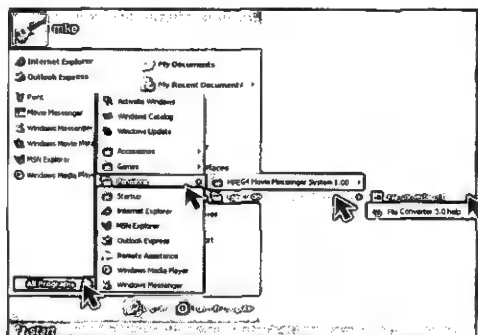 mike
Internet Explorer
Outlook Express
Paint
Movie Messenger
Windows Messenger
Windows Movie
MSN Explorer
Windows Media Player
All Programs
My Documents
My Recent Documents
Activate Windows
Windows Catalog
Windows Update
Accessories
Games
Startup
Internet Explorer
MSN Explorer
Outlook Express
Remote Assistance
Windows Media Player
Windows Messenger
MPEG4 Movie Messenger System 1.00
File Converter 3.0 help
start